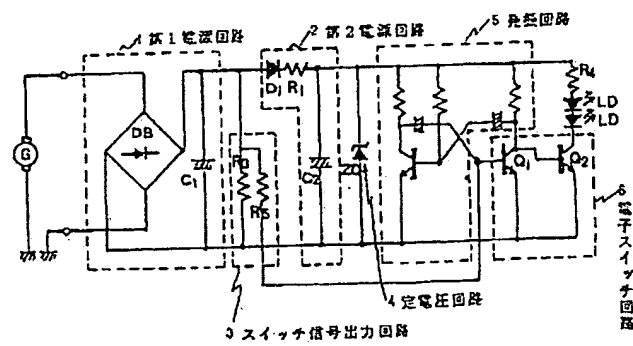 1 第1電源回路
2 第2電源回路
5 発振回路
D1
R1
R4
LD
LD
DB
G
C1
R3
R5
C2
Q1
Q2
6 電子スイッチ回路
4 定電圧回路
3 スイッチ信号出力回路